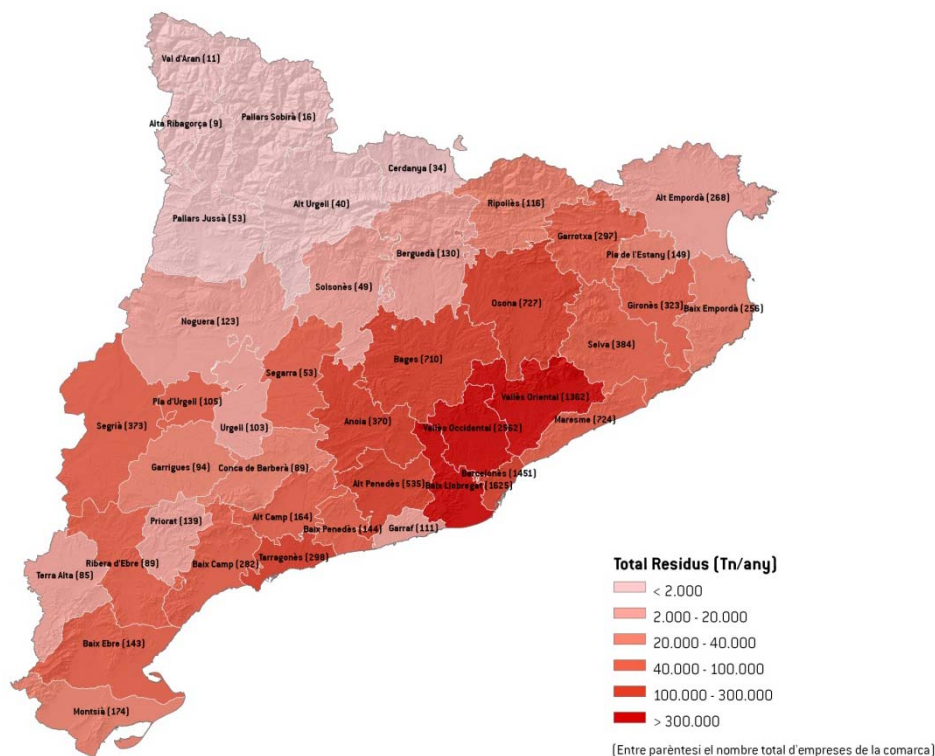 Val d'Aran (11)
Pallars Sobirà (16)
Alta Ribagorça (9)
Cerdanya (34)
Alt Urgell (40)
Pallars Jussà (53)
Ripollès (116)
Alt Empordà (268)
Garrotxa (297)
Berguedà (130)
Pla de l'Estany (149)
Solsonès (49)
Osona (727)
Gironès (323)
Baix Empordà (256)
Noguera (123)
Selva (384)
Bages (710)
Segarra (53)
Vallès Oriental (1362)
Pla d'Urgell (105)
Anoia (370)
Maresme (724)
Segrià (373)
Urgell (103)
Vallès Occidental (2562)
Garrigues (94)
Conca de Barberà (89)
Barcelonès (1451)
Alt Penedès (535)
Baix Llobregat (1625)
Priorat (139)
Alt Camp (164)
Baix Penedès (144)
Garraf (111)
Terra Alta (85)
Ribera d'Ebre (89)
Baix Camp (282)
Tarragonès (298)
Baix Ebre (143)
Montsià (174)
Total Residus (Tn/any)
< 2.000
2.000 - 20.000
20.000 - 40.000
40.000 - 100.000
100.000 - 300.000
> 300.000
(Entre parèntesi el nombre total d'empreses de la comarca)